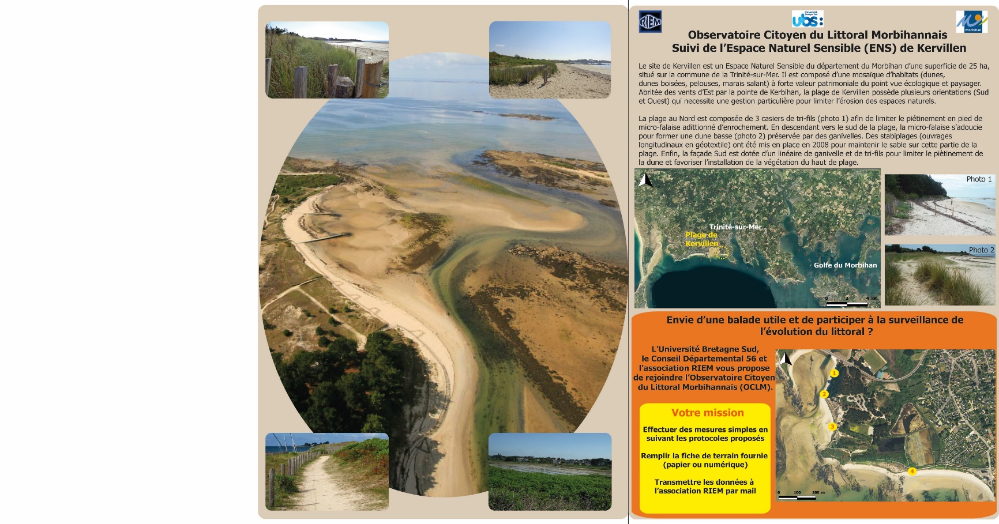 RIEM
Université
Bretagne Sud
ubs:
Morbihan
Observatoire Citoyen du Littoral Morbihannais
Suivi de l’Espace Naturel Sensible (ENS) de Kervillen
Le site de Kervillen est un Espace Naturel Sensible du département du Morbihan d’une superficie de 25 ha,
situé sur la commune de la Trinité-sur-Mer. Il est composé d’une mosaïque d’habitats (dunes,
dunes boisées, pelouses, marais salant) à forte valeur patrimoniale du point vue écologique et paysager.
Abritée des vents d’Est par la pointe de Kerbihan, la plage de Kervillen possède plusieurs orientations (Sud
et Ouest) qui necessite une gestion particulière pour limiter l’érosion des espaces naturels.
La plage au Nord est composée de 3 casiers de tri-fils (photo 1) afin de limiter le piétinement en pied de
micro-falaise adittionné d’enrochement. En descendant vers le sud de la plage, la micro-falaise s’adoucie
pour former une dune basse (photo 2) préservée par des ganivelles. Des stabiplages (ouvrages
longitudinaux en géotextile) ont été mis en place en 2008 pour maintenir le sable sur cette partie de la
plage. Enfin, la façade Sud est dotée d’un linéaire de ganivelle et de tri-fils pour limiter le piètinement de
la dune et favoriser l’installation de la végétation du haut de plage.
Trinité-sur-Mer
Plage de
Kervillen
Golfe du Morbihan
0 2 4 km
Photo 1
Photo 2
Envie d’une balade utile et de participer à la surveillance de
l’évolution du littoral ?
L’Université Bretagne Sud,
le Conseil Départemental 56 et
l’association RIEM vous propose
de rejoindre l’Observatoire Citoyen
du Littoral Morbihannais (OCLM).
Votre mission
Effectuer des mesures simples en
suivant les protocoles proposés
Remplir la fiche de terrain fournie
(papier ou numérique)
Transmettre les données à
l’association RIEM par mail
1
2
3
4
0 100 200 m